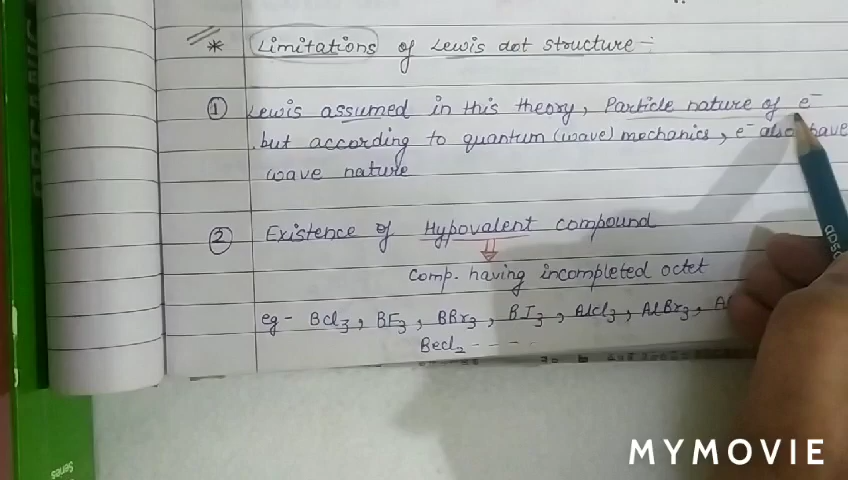 * Limitations of Lewis dot structure :-
① Lewis assumed in this theory, Particle nature of e⁻
but according to quantum (wave) mechanics, e⁻ also have
wave nature
② Existence of Hypovalent compound
comp. having incompleted octet
eg - BCl₃, BF₃, BBr₃, BI₃, AlCl₃, AlBr₃,
BeCl₂ - - - -
Series
MYMOVIE